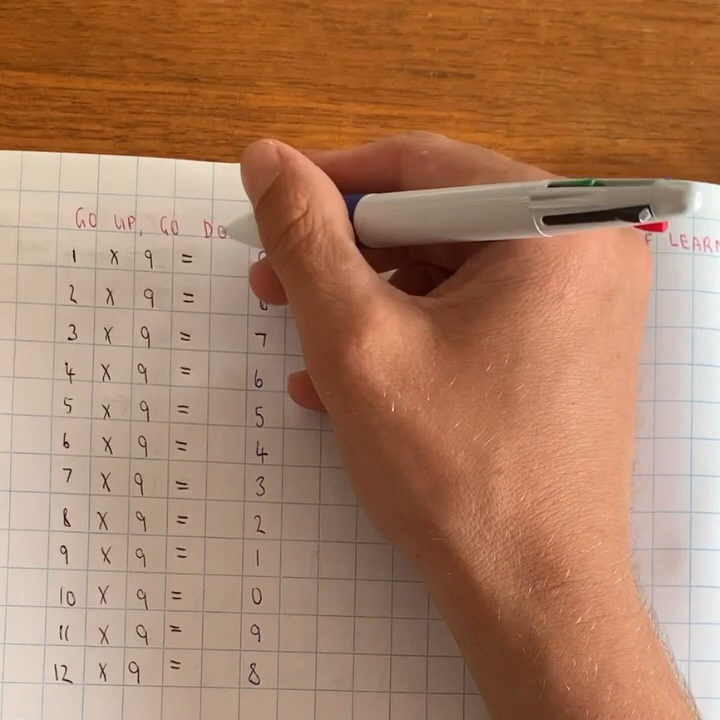 GO UP, GO F LEARN
1 X 9 =
2 X 9 =
3 X 9 = 7
4 X 9 = 6
5 X 9 = 5
6 X 9 = 4
7 X 9 = 3
8 X 9 = 2
9 X 9 = 1
10 X 9 = 0
11 X 9 = 9
12 X 9 = 8